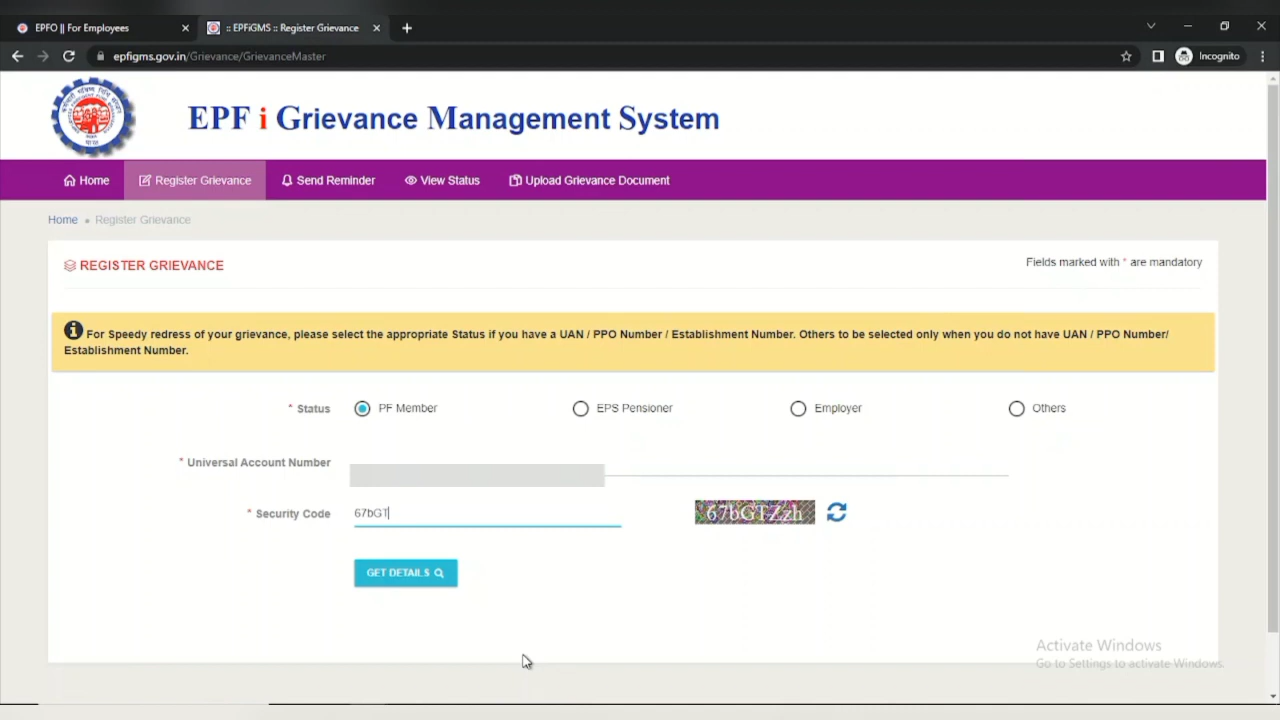 EPFO || For Employees
:: EPFiGMS :: Register Grievance
epfigms.gov.in/Grievance/GrievanceMaster
Incognito
EPF i Grievance Management System
Home
Register Grievance
Send Reminder
View Status
Upload Grievance Document
Home • Register Grievance
REGISTER GRIEVANCE
Fields marked with * are mandatory
For Speedy redress of your grievance, please select the appropriate Status if you have a UAN / PPO Number / Establishment Number. Others to be selected only when you do not have UAN / PPO Number/
Establishment Number.
* Status
PF Member
EPS Pensioner
Employer
Others
* Universal Account Number
* Security Code
67bGT
67bGTZzh
GET DETAILS
Activate Windows
Go to Settings to activate Windows.